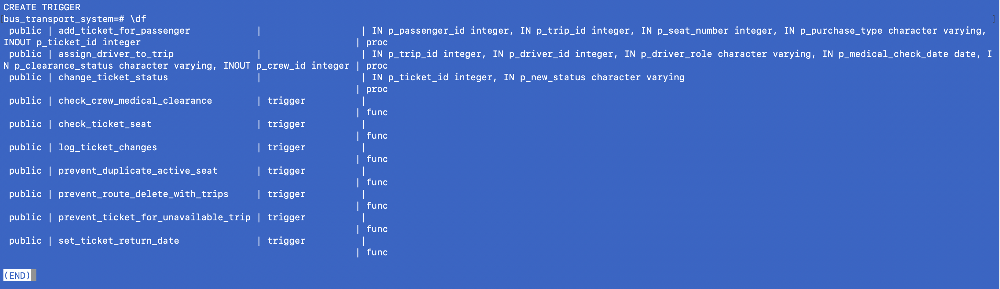 CREATE TRIGGER
bus_transport_system=# \df
 public | add_ticket_for_passenger            |                  | IN p_passenger_id integer, IN p_trip_id integer, IN p_seat_number integer, IN p_purchase_type character varying,
INOUT p_ticket_id integer                                       | proc
 public | assign_driver_to_trip               |                  | IN p_trip_id integer, IN p_driver_id integer, IN p_driver_role character varying, IN p_medical_check_date date, I
N p_clearance_status character varying, INOUT p_crew_id integer | proc
 public | change_ticket_status                |                  | IN p_ticket_id integer, IN p_new_status character varying
                                                                | proc
 public | check_crew_medical_clearance        | trigger          |
                                                                | func
 public | check_ticket_seat                   | trigger          |
                                                                | func
 public | log_ticket_changes                  | trigger          |
                                                                | func
 public | prevent_duplicate_active_seat       | trigger          |
                                                                | func
 public | prevent_route_delete_with_trips     | trigger          |
                                                                | func
 public | prevent_ticket_for_unavailable_trip | trigger          |
                                                                | func
 public | set_ticket_return_date              | trigger          |
                                                                | func
(END)